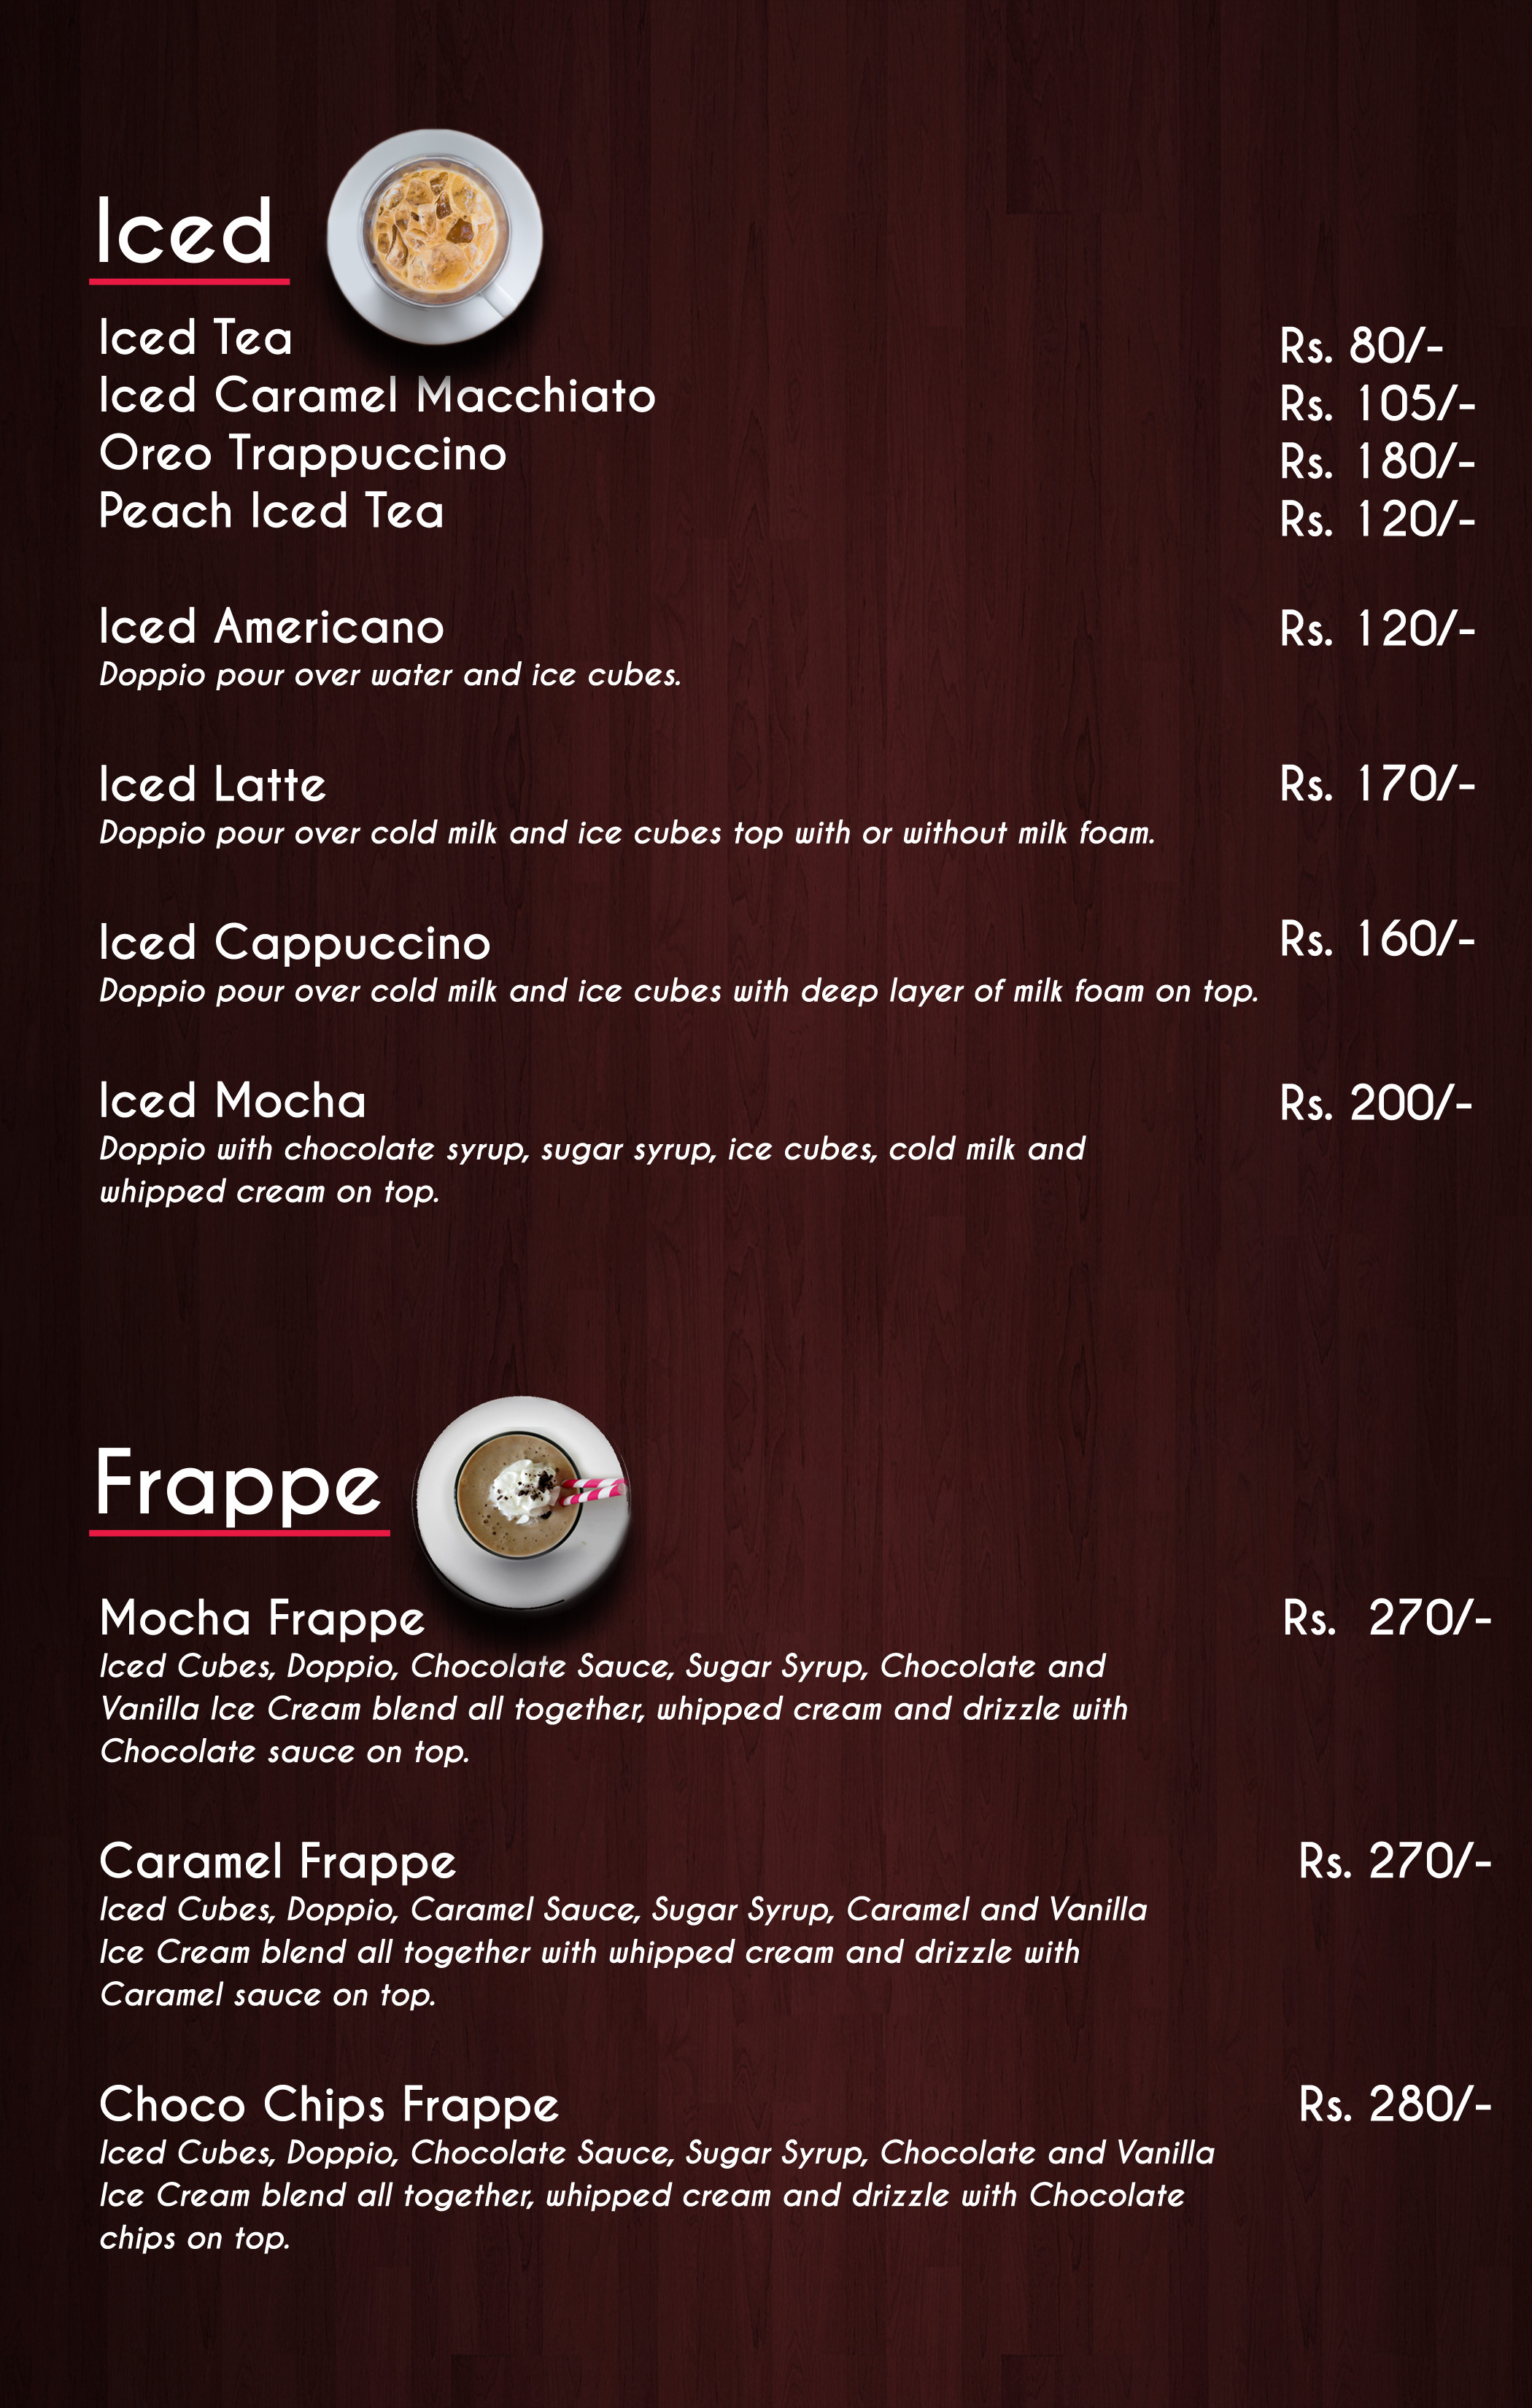 Iced
Iced Tea Rs. 80/-
Iced Caramel Macchiato Rs. 105/-
Oreo Trappuccino Rs. 180/-
Peach Iced Tea Rs. 120/-
Iced Americano Rs. 120/-
Doppio pour over water and ice cubes.
Iced Latte Rs. 170/-
Doppio pour over cold milk and ice cubes top with or without milk foam.
Iced Cappuccino Rs. 160/-
Doppio pour over cold milk and ice cubes with deep layer of milk foam on top.
Iced Mocha Rs. 200/-
Doppio with chocolate syrup, sugar syrup, ice cubes, cold milk and
whipped cream on top.
Frappe
Mocha Frappe Rs. 270/-
Iced Cubes, Doppio, Chocolate Sauce, Sugar Syrup, Chocolate and
Vanilla Ice Cream blend all together, whipped cream and drizzle with
Chocolate sauce on top.
Caramel Frappe Rs. 270/-
Iced Cubes, Doppio, Caramel Sauce, Sugar Syrup, Caramel and Vanilla
Ice Cream blend all together with whipped cream and drizzle with
Caramel sauce on top.
Choco Chips Frappe Rs. 280/-
Iced Cubes, Doppio, Chocolate Sauce, Sugar Syrup, Chocolate and Vanilla
Ice Cream blend all together, whipped cream and drizzle with Chocolate
chips on top.